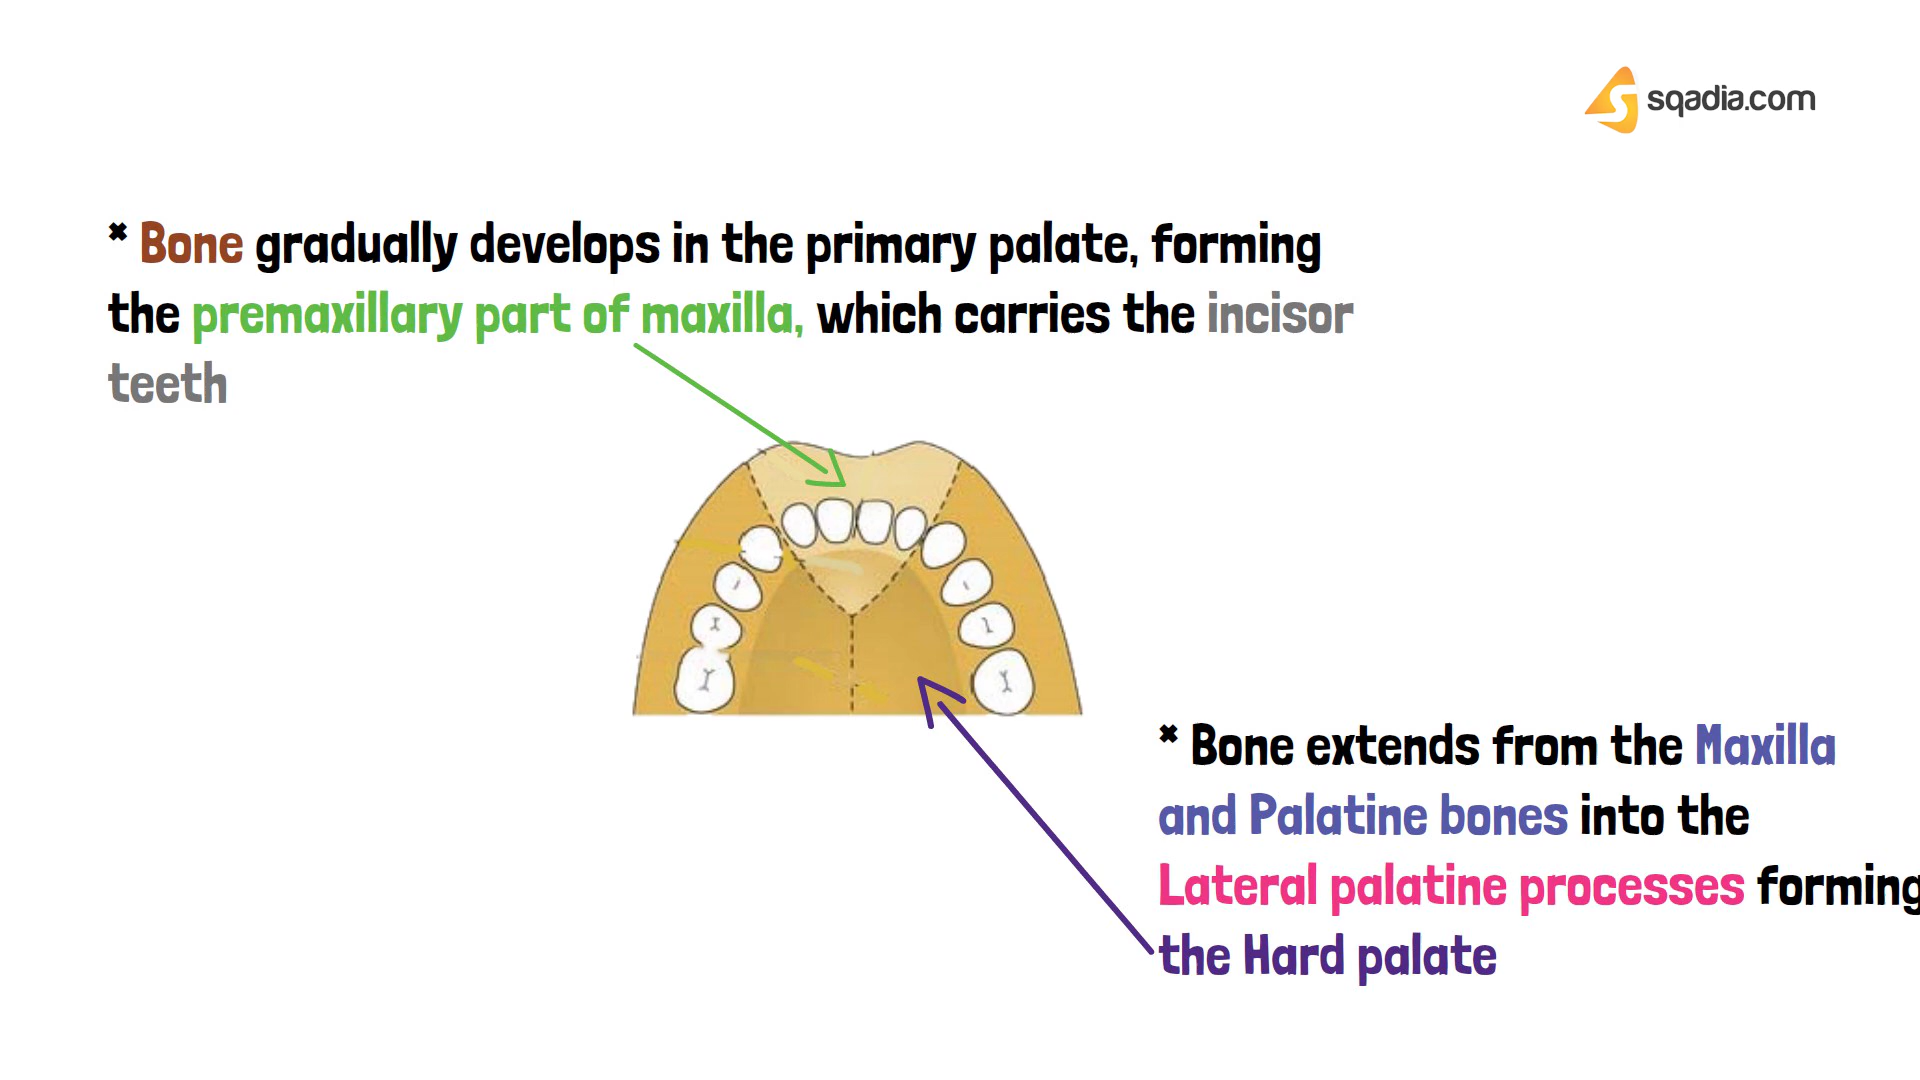 sqadia.com
* Bone gradually develops in the primary palate, forming
the premaxillary part of maxilla, which carries the incisor
teeth
* Bone extends from the Maxilla
and Palatine bones into the
Lateral palatine processes forming
the Hard palate